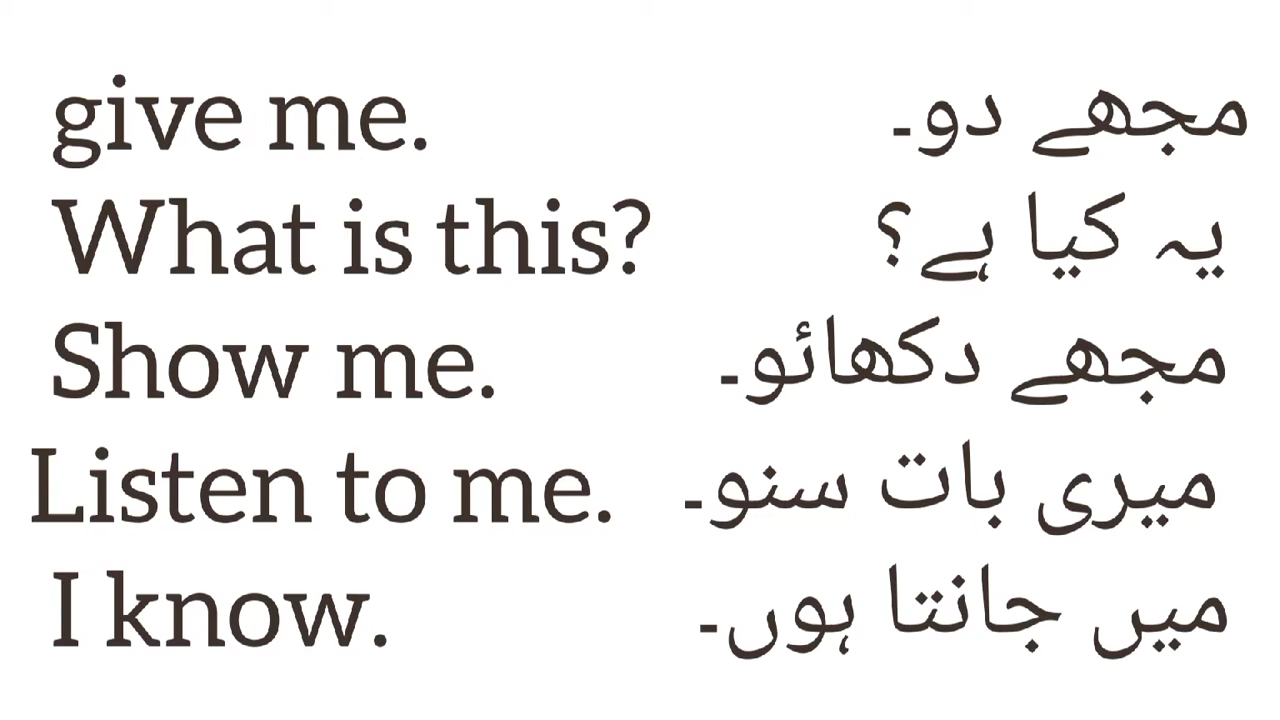 give me. مجھے دو۔
What is this? یہ کیا ہے؟
Show me. مجھے دکھائو۔
Listen to me. میری بات سنو۔
I know. میں جانتا ہوں۔